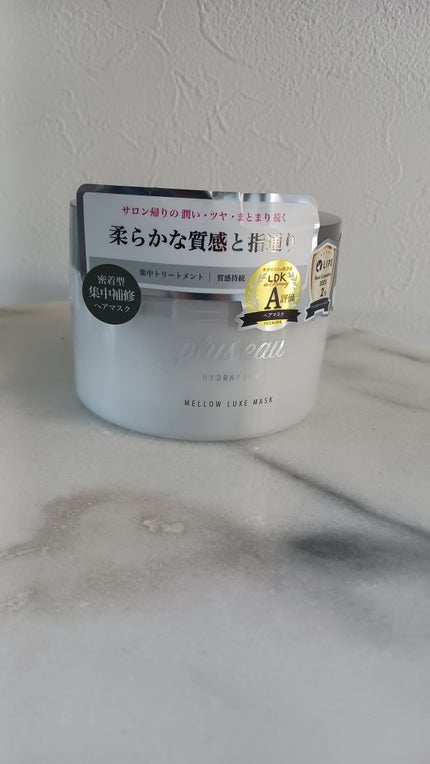 サロン帰りの潤い・ツヤ・まとまり続く
柔らかな質感と指通り
集中トリートメント | 質感持続
密着型
集中補修
ヘアマスク
LDK
A評価
ヘアマスク
LIPS
2
plus eau
HYDRATION
MELLOW LUXE MASK